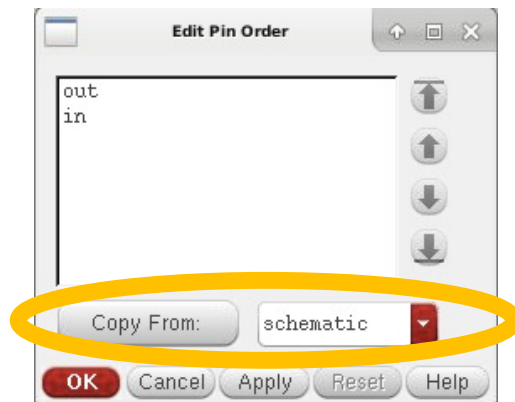 Edit Pin Order
out
in
Copy From: schematic
OK Cancel Apply Reset Help